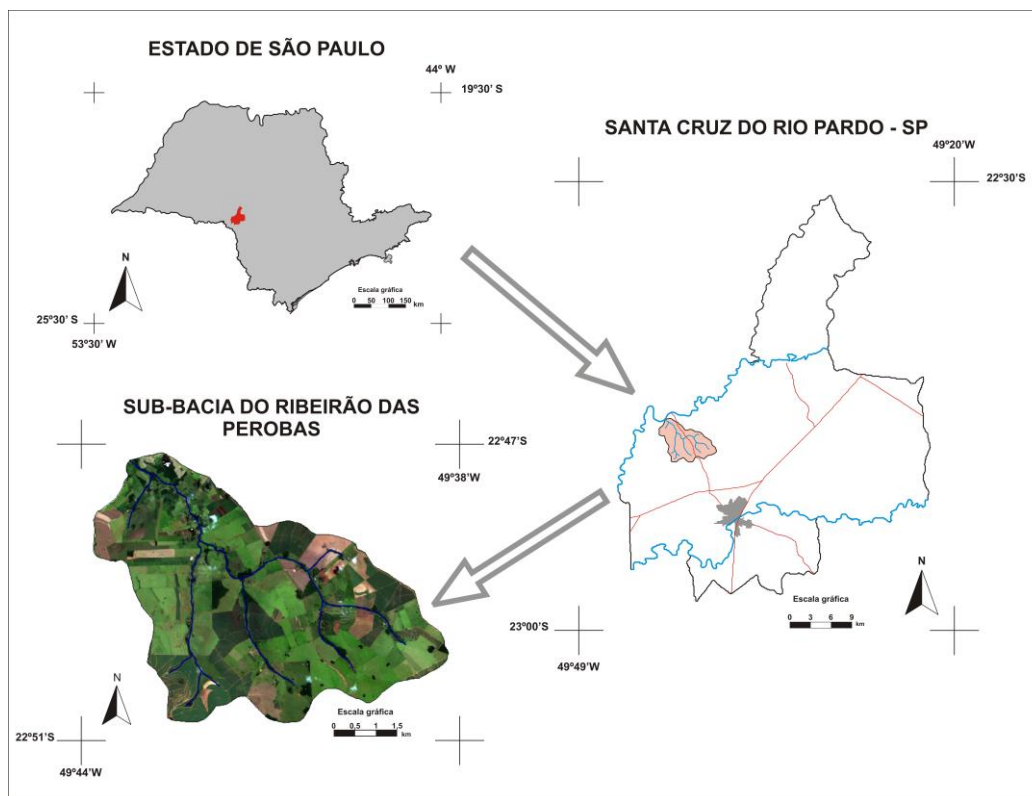 ESTADO DE SÃO PAULO
44º W
19º30' S
N
Escala gráfica
0 50 100 150 km
25º30' S
53º30' W
SANTA CRUZ DO RIO PARDO - SP
49º20'W
22º30'S
N
Escala gráfica
0 3 6 9
km
23º00'S
49º49'W
SUB-BACIA DO RIBEIRÃO DAS
PEROBAS
22º47'S
49º38'W
N
Escala gráfica
0 0,5 1 1,5
km
22º51'S
49º44'W